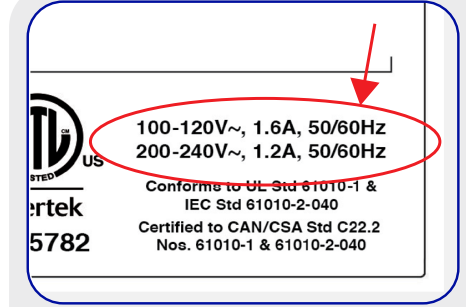 100-120V~, 1.6A, 50/60Hz
200-240V~, 1.2A, 50/60Hz
CM
US
STED
Conforms to UL Std 61010-1 &
IEC Std 61010-2-040
ertek
Certified to CAN/CSA Std C22.2
5782
Nos. 61010-1 & 61010-2-040